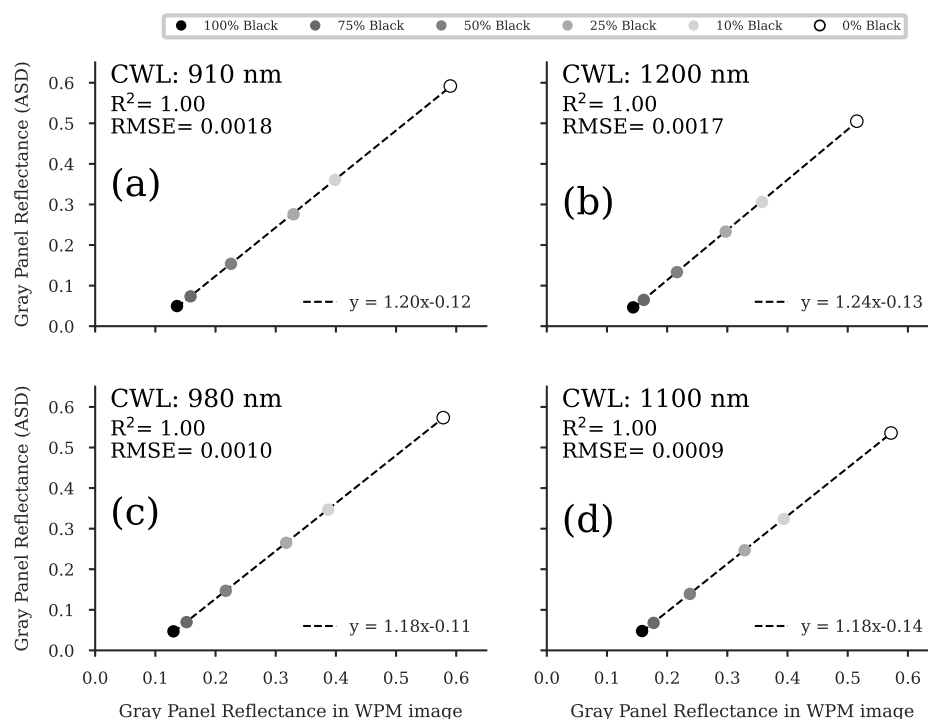 100% Black 75% Black 50% Black 25% Black 10% Black 0% Black
CWL: 910 nm
R²= 1.00
RMSE= 0.0018
(a)
y = 1.20x-0.12
Gray Panel Reflectance (ASD)
0.6
0.5
0.4
0.3
0.2
0.1
0.0
CWL: 1200 nm
R²= 1.00
RMSE= 0.0017
(b)
y = 1.24x-0.13
CWL: 980 nm
R²= 1.00
RMSE= 0.0010
(c)
y = 1.18x-0.11
Gray Panel Reflectance (ASD)
0.6
0.5
0.4
0.3
0.2
0.1
0.0
0.0 0.1 0.2 0.3 0.4 0.5 0.6
Gray Panel Reflectance in WPM image
CWL: 1100 nm
R²= 1.00
RMSE= 0.0009
(d)
y = 1.18x-0.14
0.0 0.1 0.2 0.3 0.4 0.5 0.6
Gray Panel Reflectance in WPM image